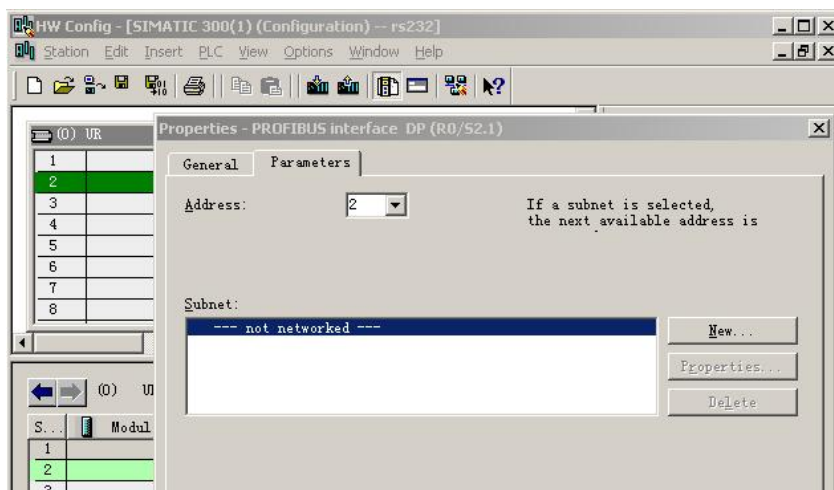 HW Config - [SIMATIC 300(1) (Configuration) -- rs232]
Station Edit Insert PLC View Options Window Help
(0) UR
1
2
3
4
5
6
7
8
Properties - PROFIBUS interface DP (R0/S2.1)
General Parameters
Address: 2
If a subnet is selected,
the next available address is
Subnet:
--- not networked ---
New...
Properties...
Delete
(0)
S... Modul
1
2